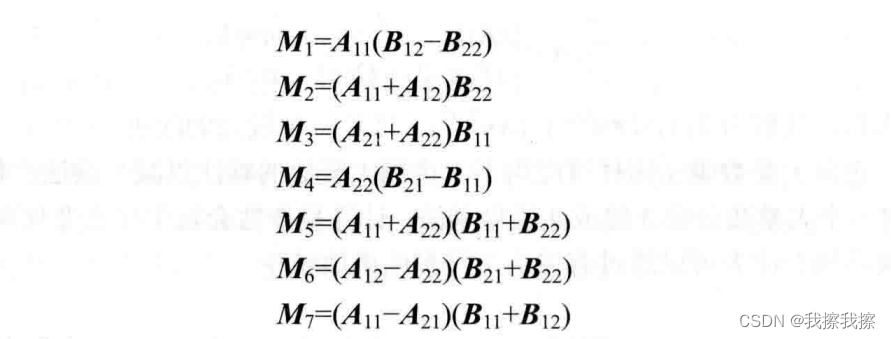 M₁=A₁₁(B₁₂−B₂₂)
M₂=(A₁₁+A₁₂)B₂₂
M₃=(A₂₁+A₂₂)B₁₁
M₄=A₂₂(B₂₁−B₁₁)
M₅=(A₁₁+A₂₂)(B₁₁+B₂₂)
M₆=(A₁₂−A₂₂)(B₂₁+B₂₂)
M₇=(A₁₁−A₂₁)(B₁₁+B₁₂)
CSDN @我擦我擦